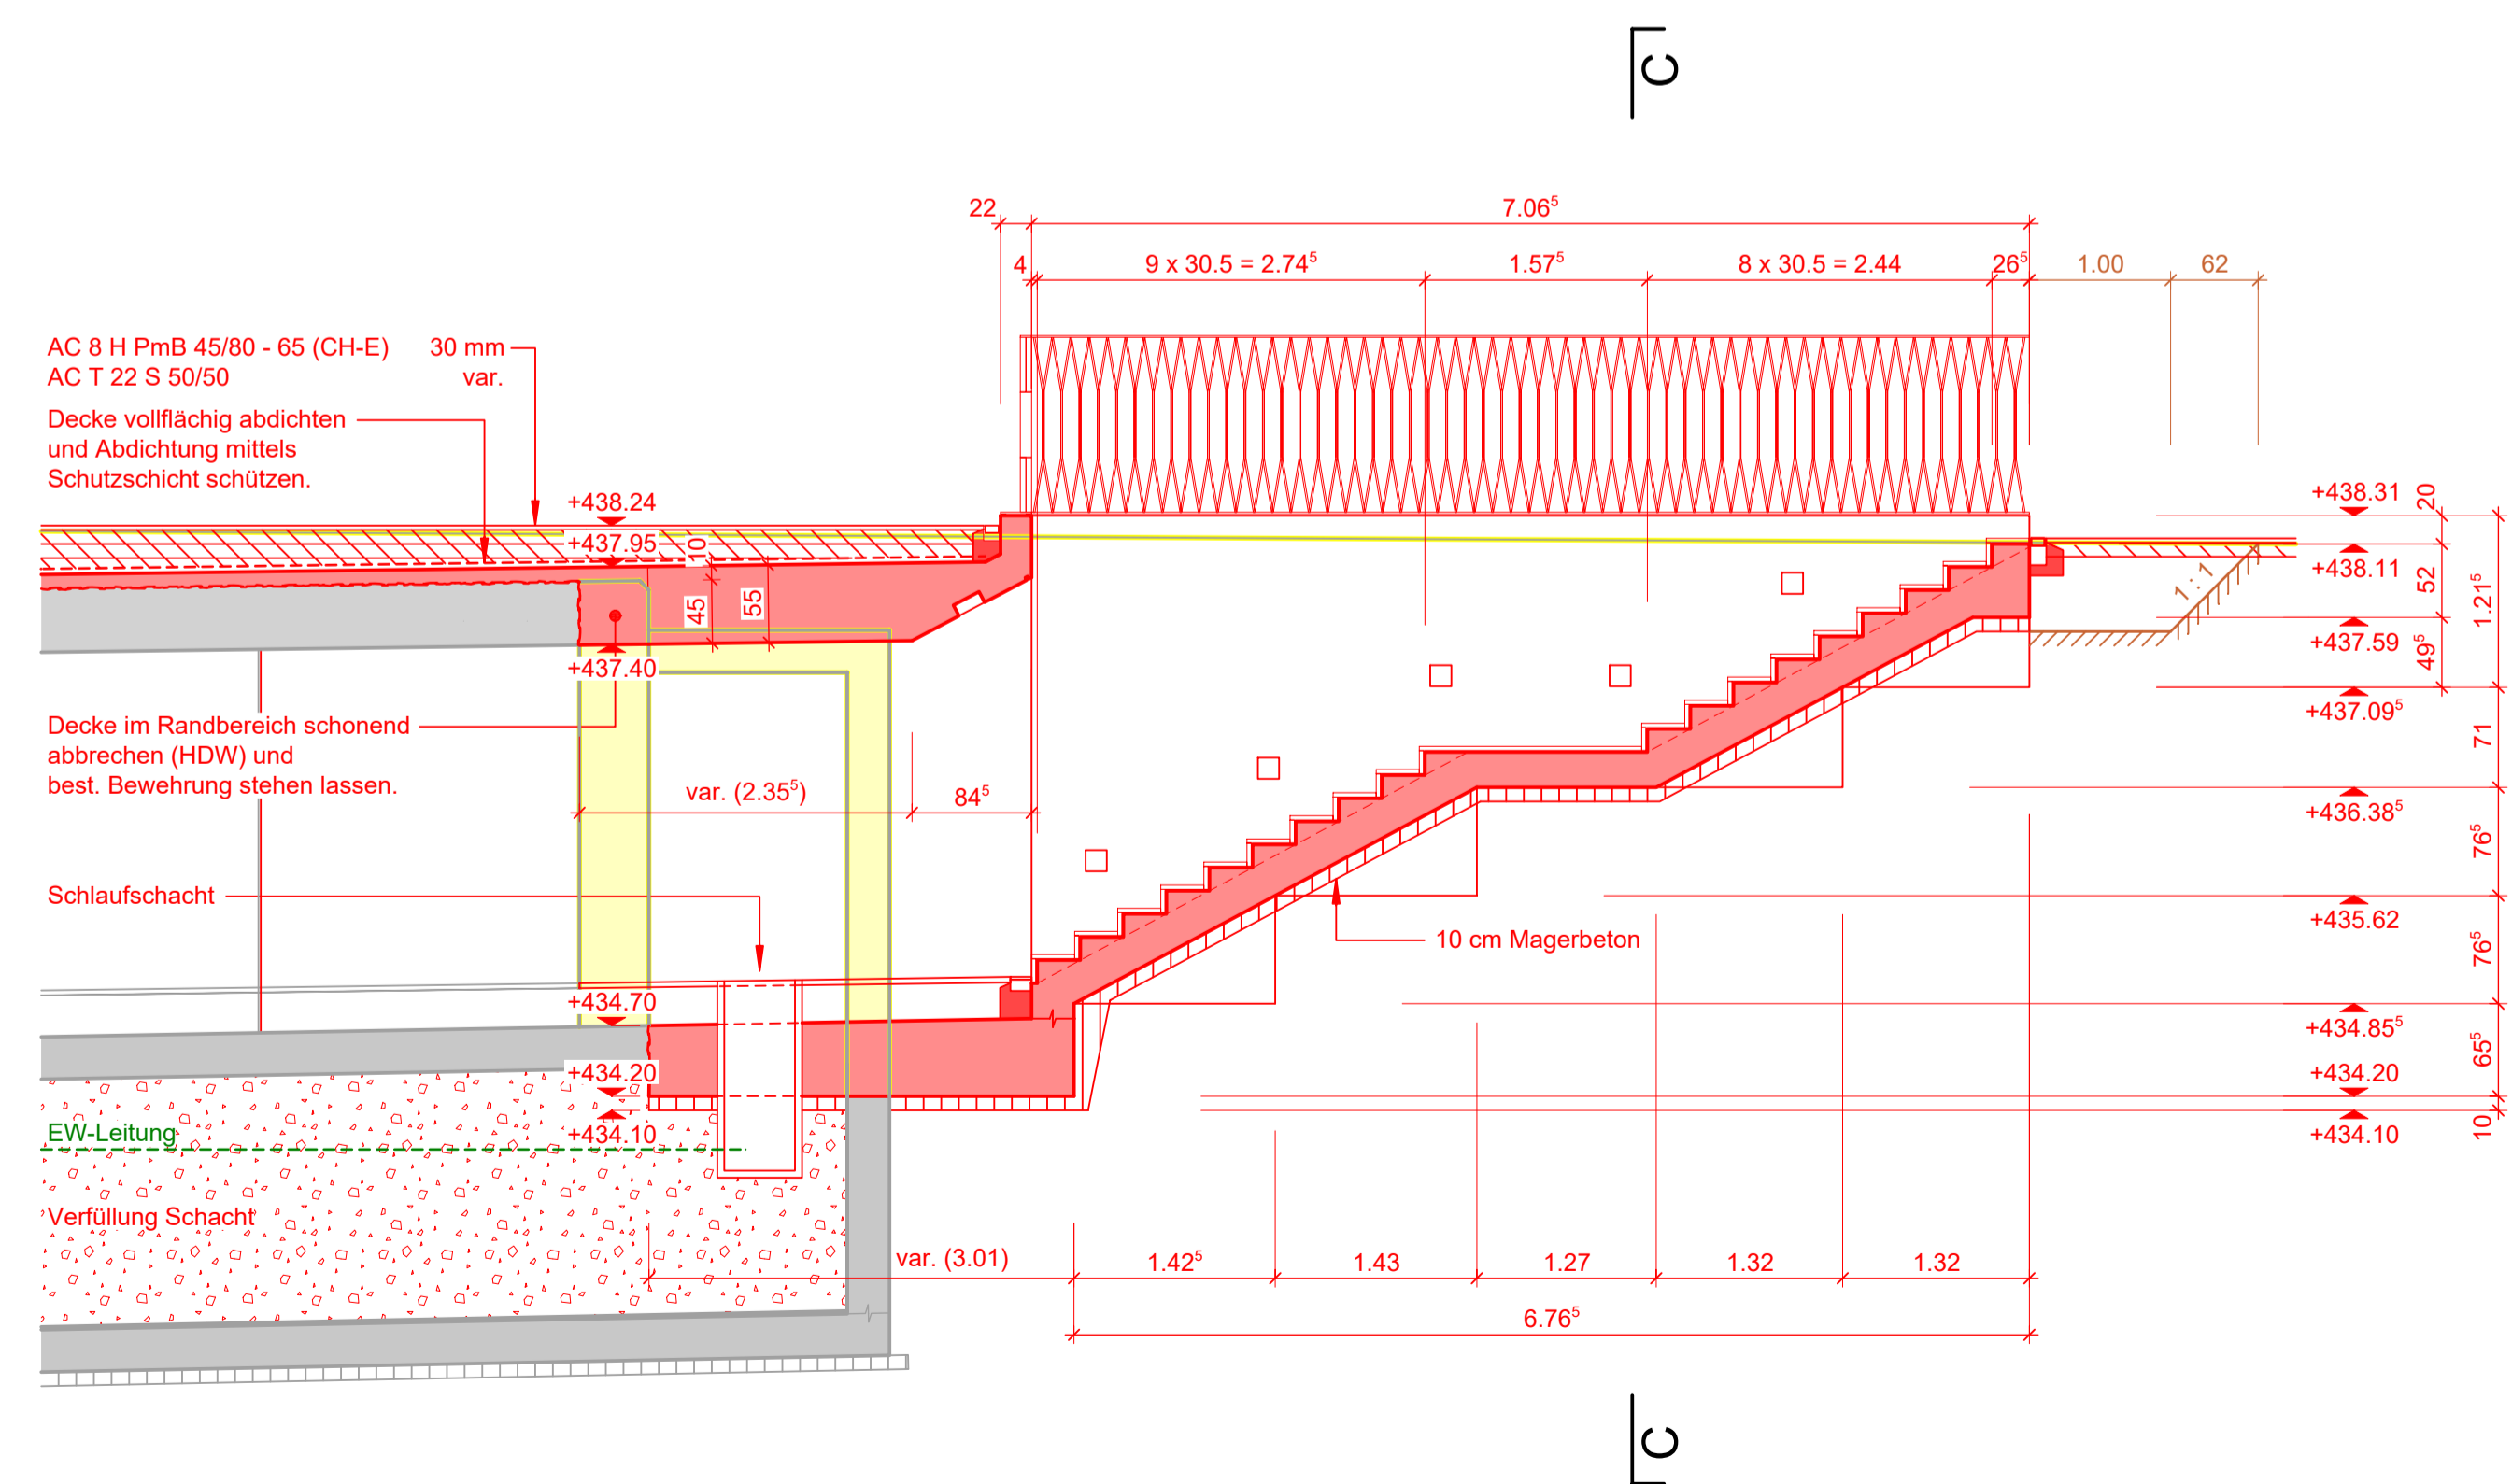 C
22
7.06⁵
4
9 x 30.5 = 2.74⁵
1.57⁵
8 x 30.5 = 2.44
26⁵
1.00
62
AC 8 H PmB 45/80 - 65 (CH-E) 30 mm
AC T 22 S 50/50 var.
Decke vollflächig abdichten
und Abdichtung mittels
Schutzschicht schützen.
+438.24
+437.95
10
45
55
+437.40
1 : 1
+438.31
20
+438.11
52
1.21⁵
+437.59
49⁵
+437.09⁵
71
+436.38⁵
76⁵
+435.62
76⁵
+434.85⁵
65⁵
+434.20
10
+434.10
Decke im Randbereich schonend
abbrechen (HDW) und
best. Bewehrung stehen lassen.
var. (2.35⁵)
84⁵
Schlaufschacht
10 cm Magerbeton
+434.70
+434.20
+434.10
EW-Leitung
Verfüllung Schacht
var. (3.01)
1.42⁵
1.43
1.27
1.32
1.32
6.76⁵
C